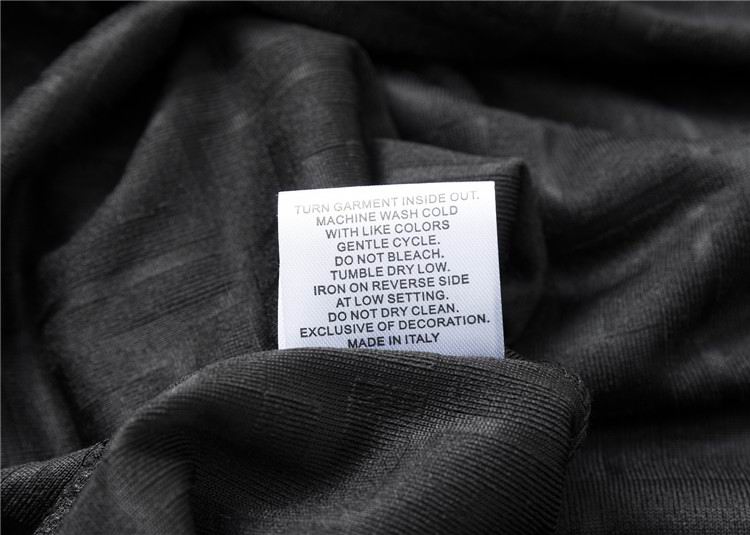 TURN GARMENT INSIDE OUT.
MACHINE WASH COLD
WITH LIKE COLORS
GENTLE CYCLE.
DO NOT BLEACH.
TUMBLE DRY LOW.
IRON ON REVERSE SIDE
AT LOW SETTING.
DO NOT DRY CLEAN.
EXCLUSIVE OF DECORATION.
MADE IN ITALY